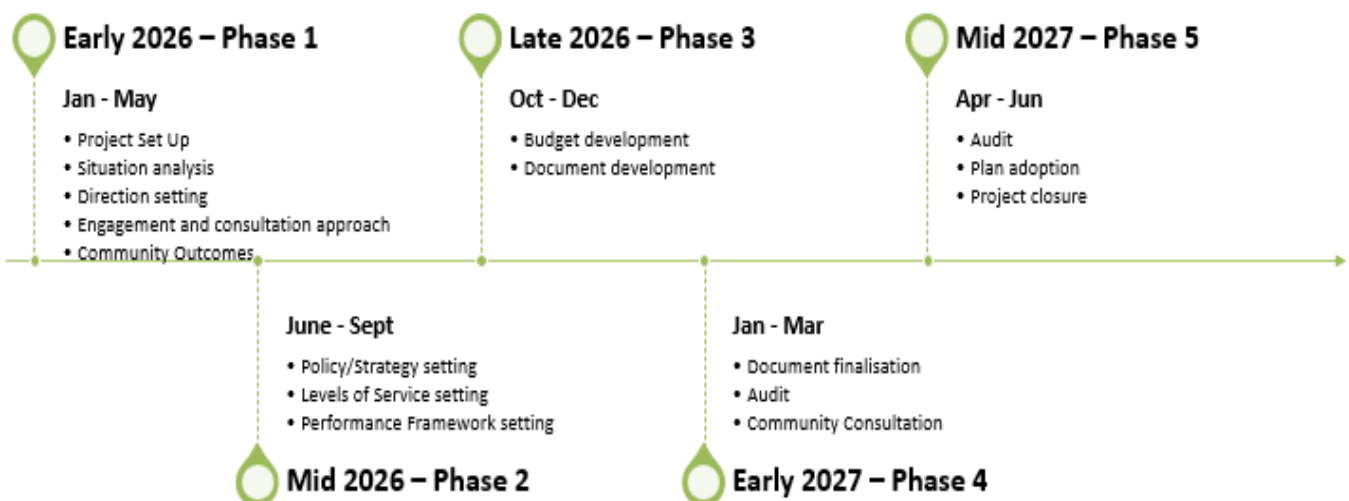 Early 2026 – Phase 1
Jan - May
• Project Set Up
• Situation analysis
• Direction setting
• Engagement and consultation approach
• Community Outcomes
Late 2026 – Phase 3
Oct - Dec
• Budget development
• Document development
Mid 2027 – Phase 5
Apr - Jun
• Audit
• Plan adoption
• Project closure
June - Sept
• Policy/Strategy setting
• Levels of Service setting
• Performance Framework setting
Mid 2026 – Phase 2
Jan - Mar
• Document finalisation
• Audit
• Community Consultation
Early 2027 – Phase 4